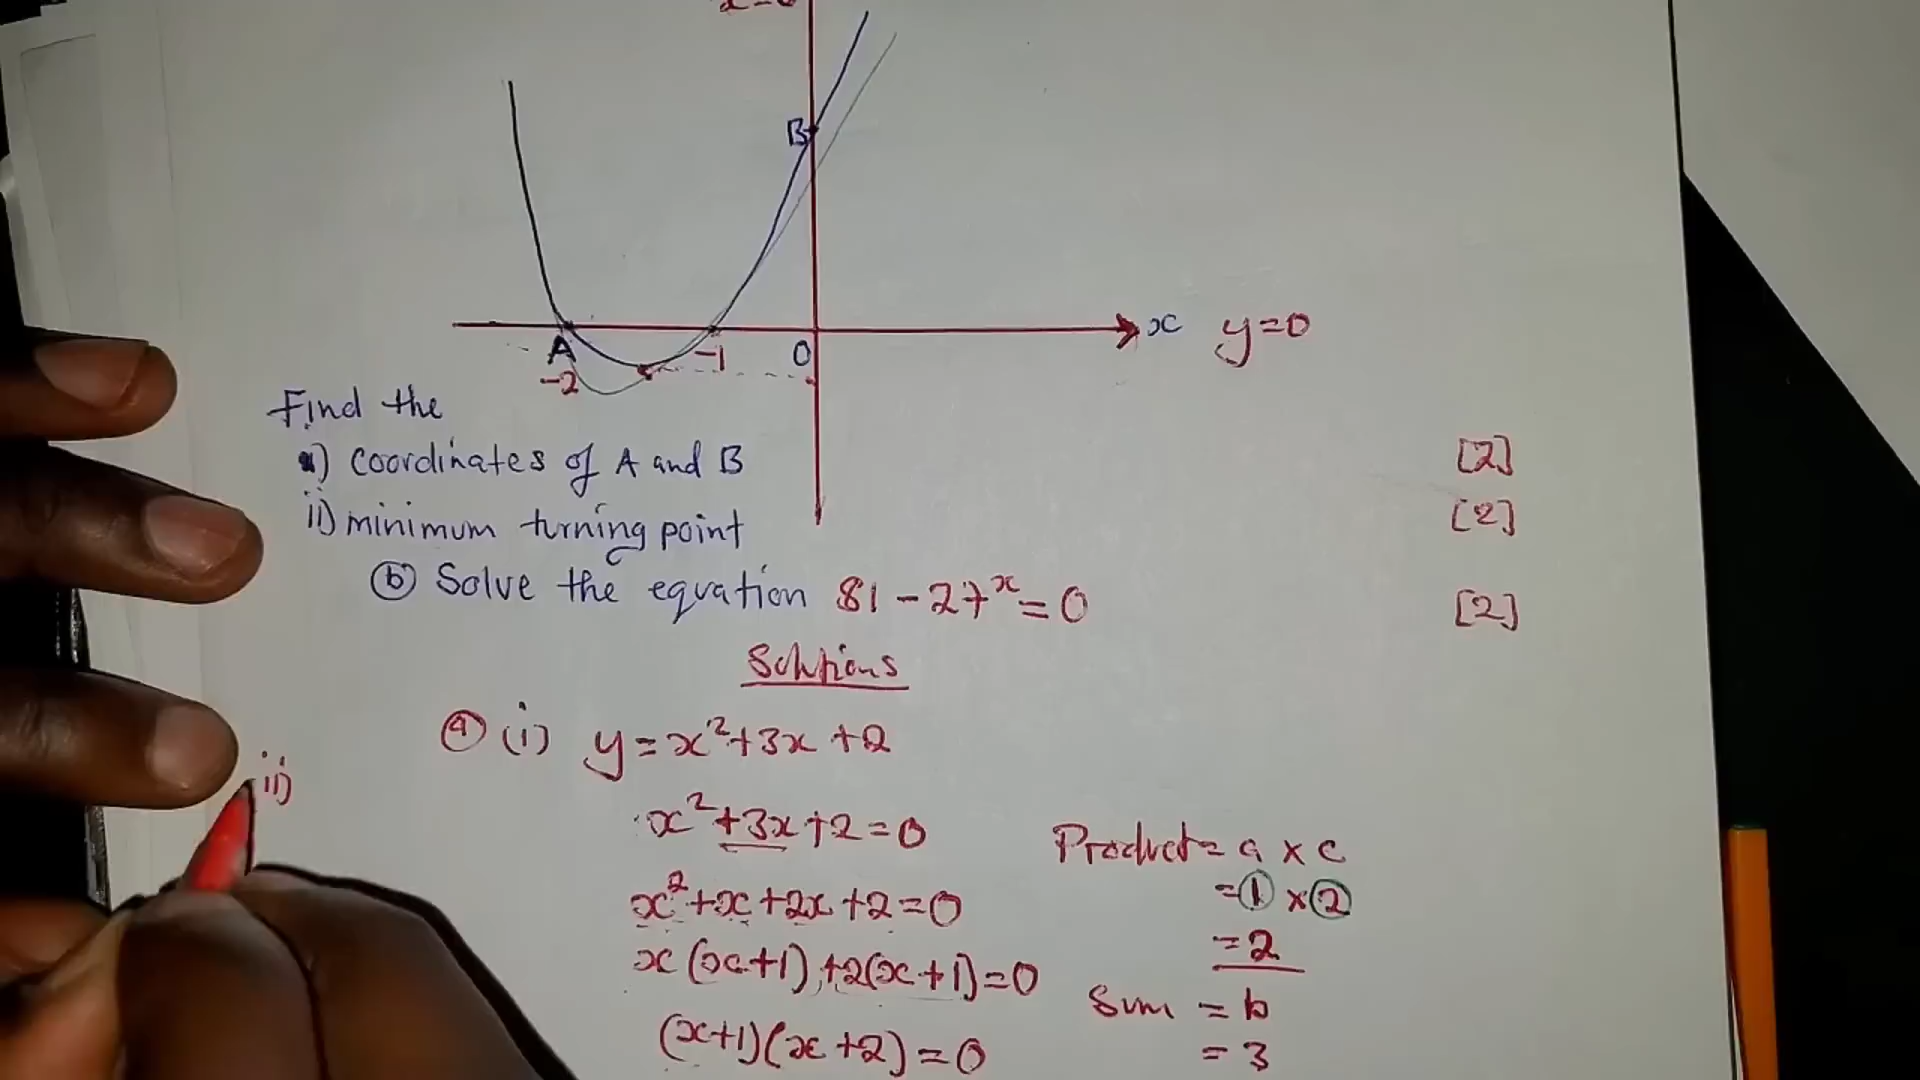 B
x y=0
A -1 0
-2
Find the
i) coordinates of A and B [2]
ii) minimum turning point [2]
(b) Solve the equation 81 - 27ˣ = 0 [2]
Solutions
(a) (i) y = x² + 3x + 2
ii)
x² + 3x + 2 = 0
Product = a × c
x² + x + 2x + 2 = 0
= 1 × 2
= 2
x(x+1) + 2(x+1) = 0
Sum = b
(x+1)(x+2) = 0
= 3